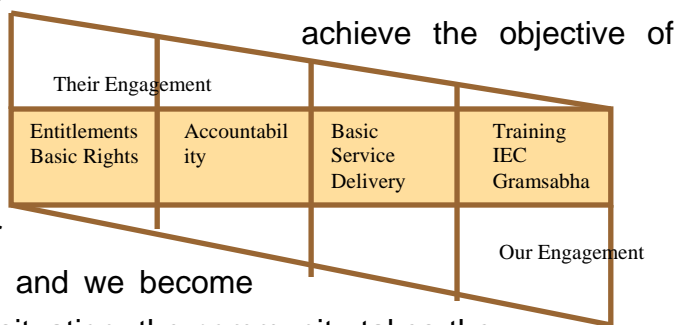 achieve the objective of
Their Engagement
Entitlements
Basic Rights
Accountabil
ity
Basic
Service
Delivery
Training
IEC
Gramsabha
Our Engagement
and we become